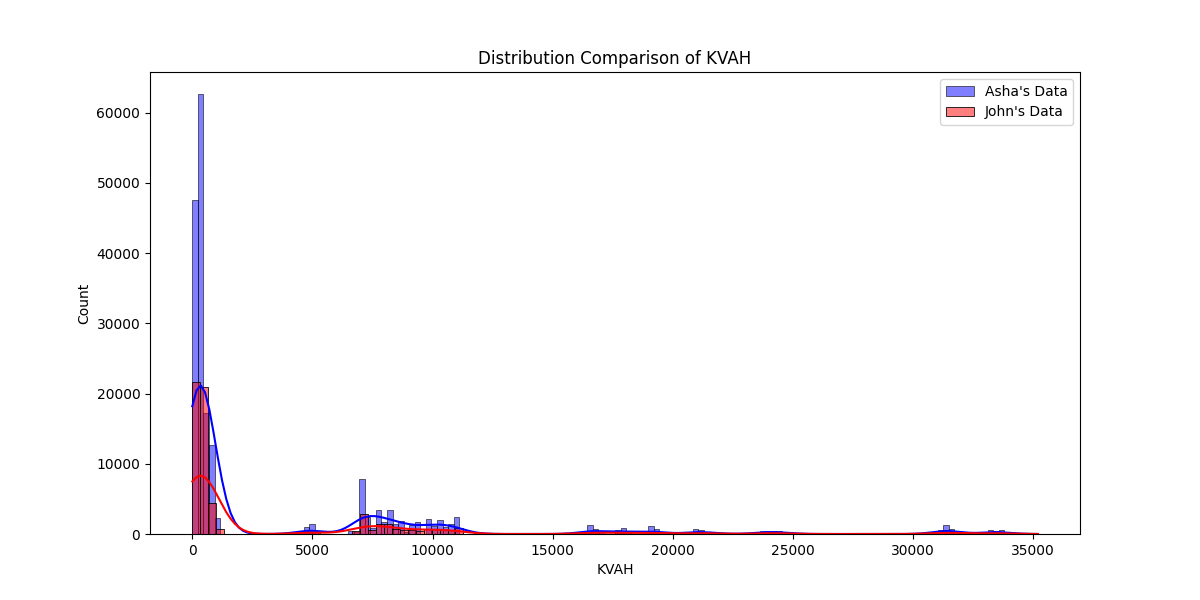 Distribution Comparison of KVAH
Asha's Data
John's Data
Count
60000
50000
40000
30000
20000
10000
0
0 5000 10000 15000 20000 25000 30000 35000
KVAH